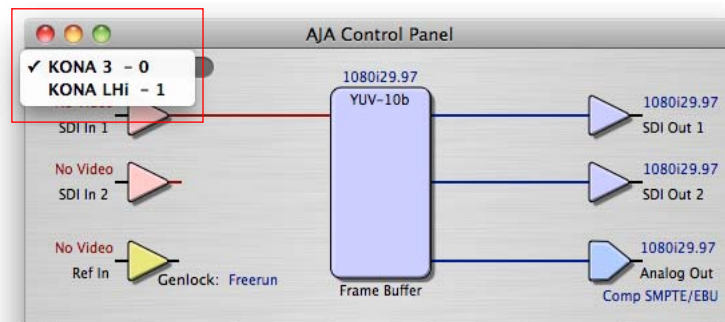 AJA Control Panel
✓ KONA 3 - 0
KONA LHi - 1
1080i29.97
YUV-10b
SDI In 1
1080i29.97
SDI Out 1
No Video
SDI In 2
1080i29.97
SDI Out 2
No Video
Ref In
Genlock: Freerun
Frame Buffer
1080i29.97
Analog Out
Comp SMPTE/EBU